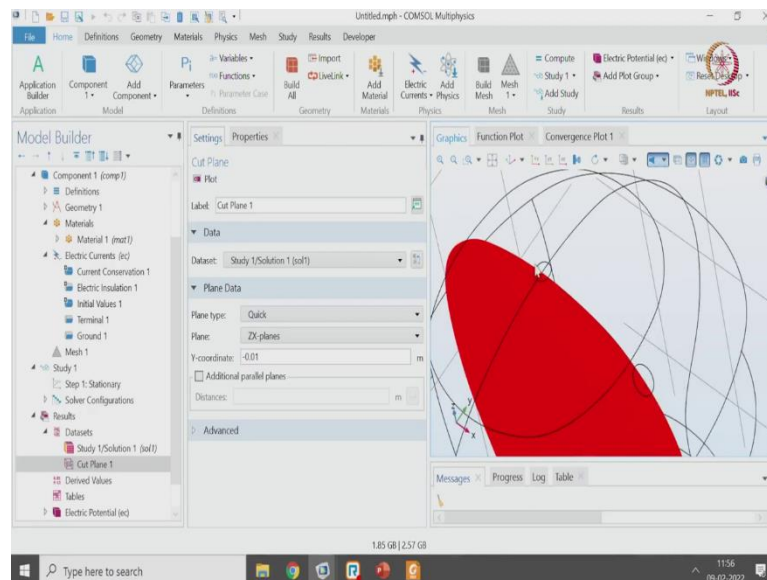 Untitled.mph - COMSOL Multiphysics
File Home Definitions Geometry Materials Physics Mesh Study Results Developer
Application Builder
Component 1
Add Component
Parameters
Variables
Functions
Parameter Case
Build All
Import
LiveLink
Add Material
Electric Currents
Add Physics
Build Mesh
Mesh 1
Compute
Study 1
Add Study
Electric Potential (ec)
Add Plot Group
Windows
Reset Desktop
NPTEL, IISc
Application Model Definitions Geometry Materials Physics Mesh Study Results Layout
Model Builder
Component 1 (comp1)
Definitions
Geometry 1
Materials
Material 1 (mat1)
Electric Currents (ec)
Current Conservation 1
Electric Insulation 1
Initial Values 1
Terminal 1
Ground 1
Mesh 1
Study 1
Step 1: Stationary
Solver Configurations
Results
Datasets
Study 1/Solution 1 (sol1)
Cut Plane 1
Derived Values
Tables
Electric Potential (ec)
Settings Properties
Cut Plane
Plot
Label: Cut Plane 1
Data
Dataset: Study 1/Solution 1 (sol1)
Plane Data
Plane type: Quick
Plane: ZX-planes
Y-coordinate: -0.01 m
Additional parallel planes
Distances: m
Advanced
Graphics Function Plot Convergence Plot 1
z y x
Messages Progress Log Table
1.85 GB | 2.57 GB
Type here to search
11:56
09-02-2022